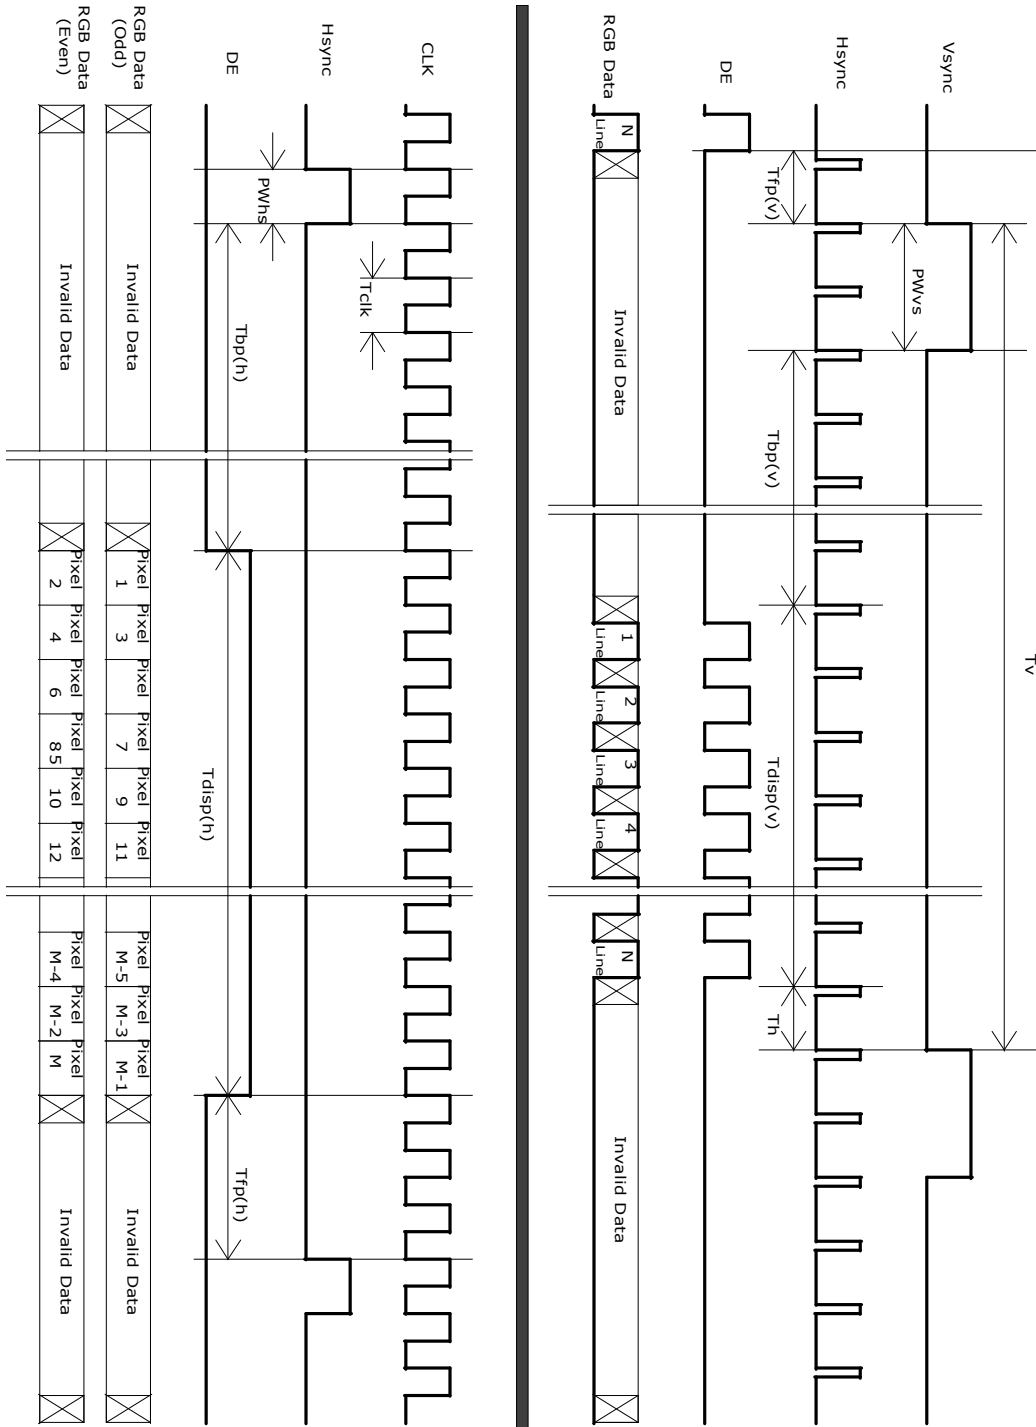 Vsync
Tv
PWvs
Hsync
Tfp(v)
Tbp(v)
Tdisp(v)
Th
DE
RGB Data
N
Line
Invalid Data
1
Line
2
Line
3
Line
4
Line
N
Line
Invalid Data
CLK
Tclk
Hsync
PWhs
DE
Tbp(h)
Tdisp(h)
Tfp(h)
RGB Data
(Odd)
Invalid Data
Pixel Pixel Pixel Pixel Pixel Pixel Pixel Pixel
1 3 7 9 11 M-5 M-3 M-1
Invalid Data
RGB Data
(Even)
Invalid Data
Pixel Pixel Pixel Pixel Pixel Pixel Pixel Pixel Pixel
2 4 6 85 10 12 M-4 M-2 M
Invalid Data